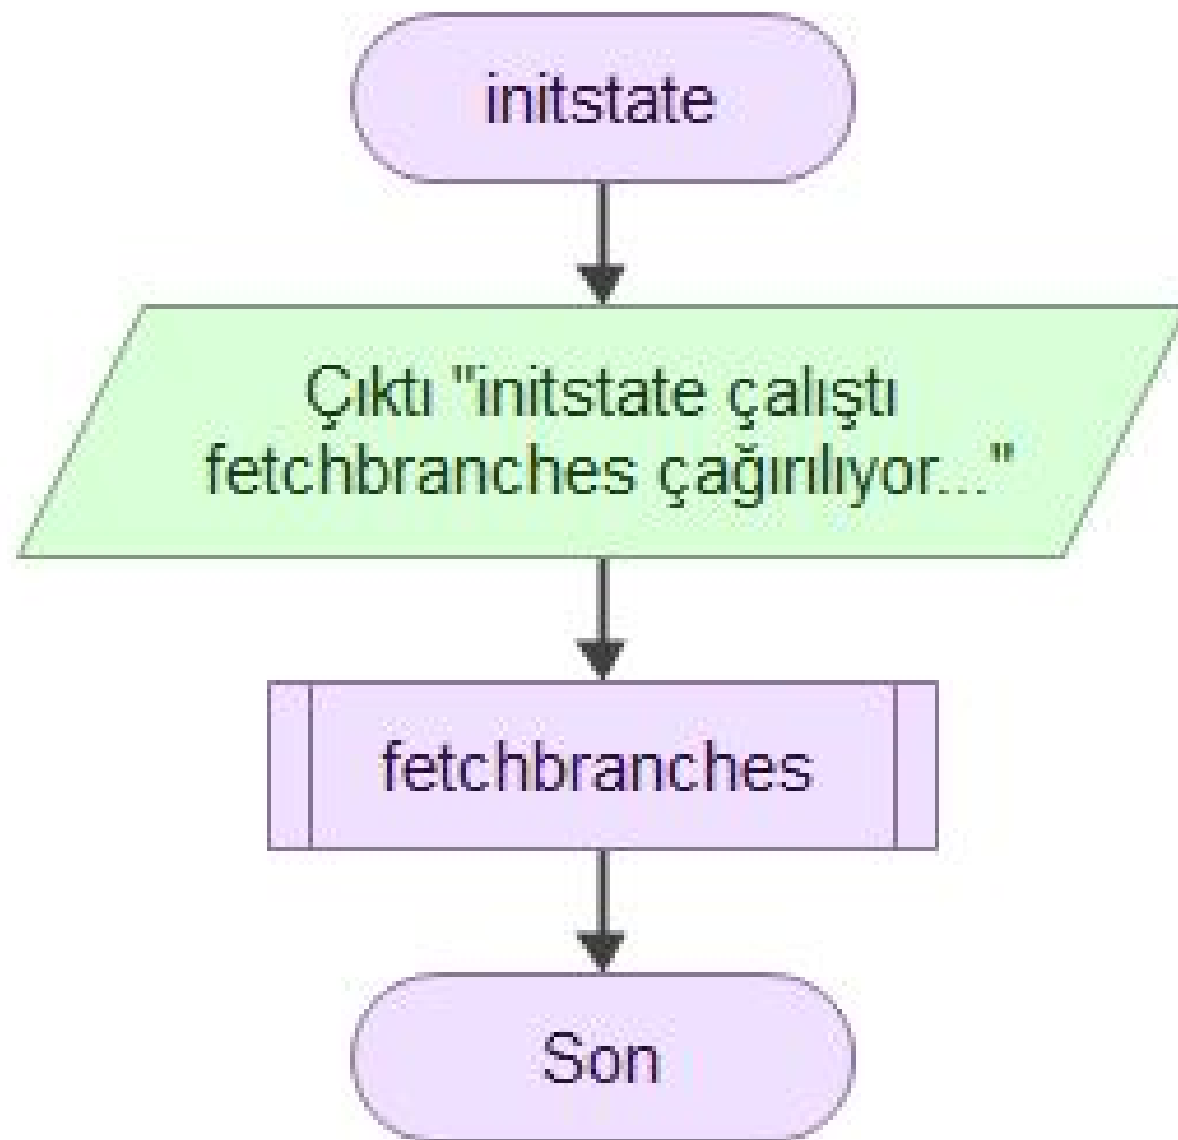 initstate
Çıktı "initstate çalıştı
fetchbranches çağırılıyor..."
fetchbranches
Son